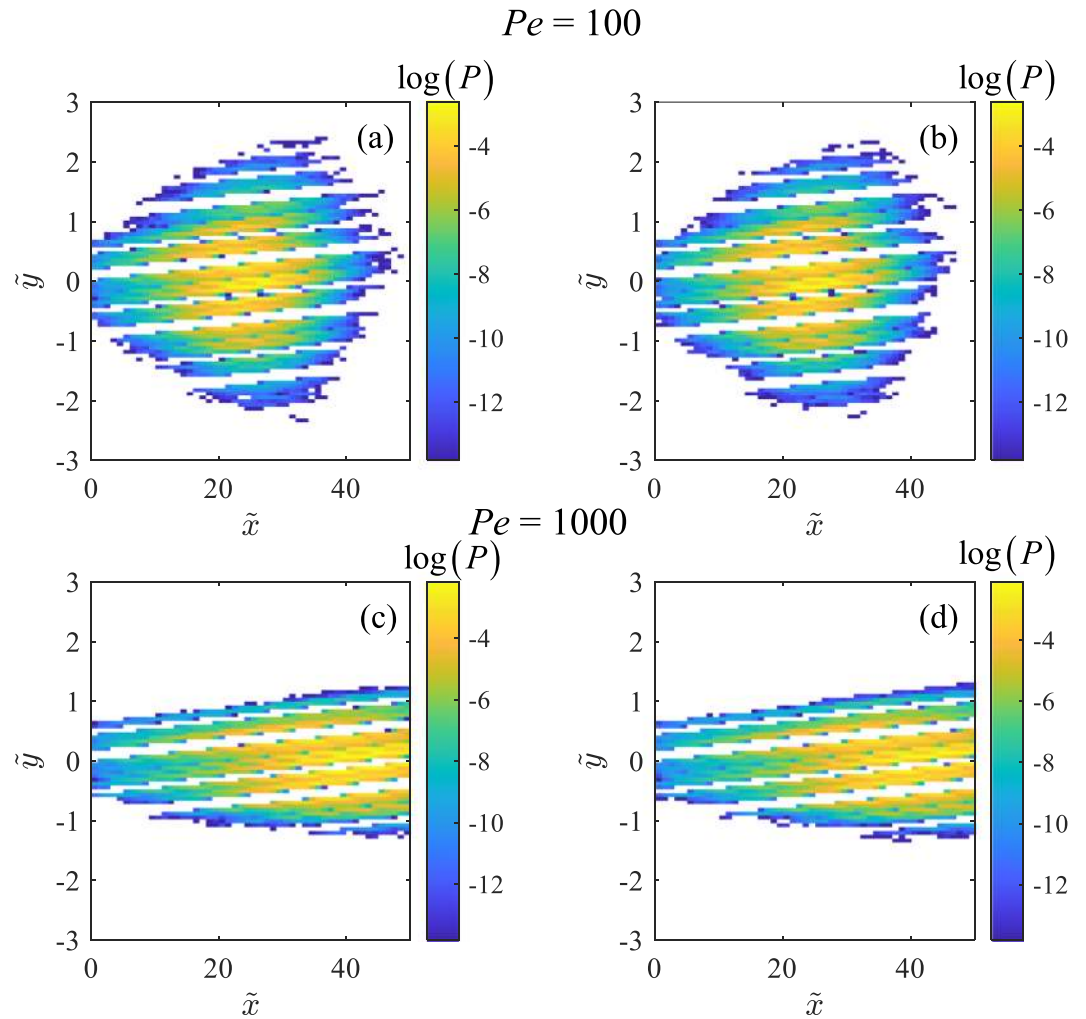 Pe = 100
log(P) log(P)
3 (a) 3 (b)
-4 -4
2 2
1 -6 1 -6
ỹ 0 -8 ỹ 0 -8
-1 -10 -1 -10
-2 -12 -2 -12
-3 -3
0 20 40 0 20 40
x̃ x̃
Pe = 1000
log(P) log(P)
3 (c) 3 (d)
2 -4 2 -4
1 -6 1 -6
ỹ 0 -8 ỹ 0 -8
-1 -10 -1 -10
-2 -12 -2 -12
-3 -3
0 20 40 0 20 40
x̃ x̃